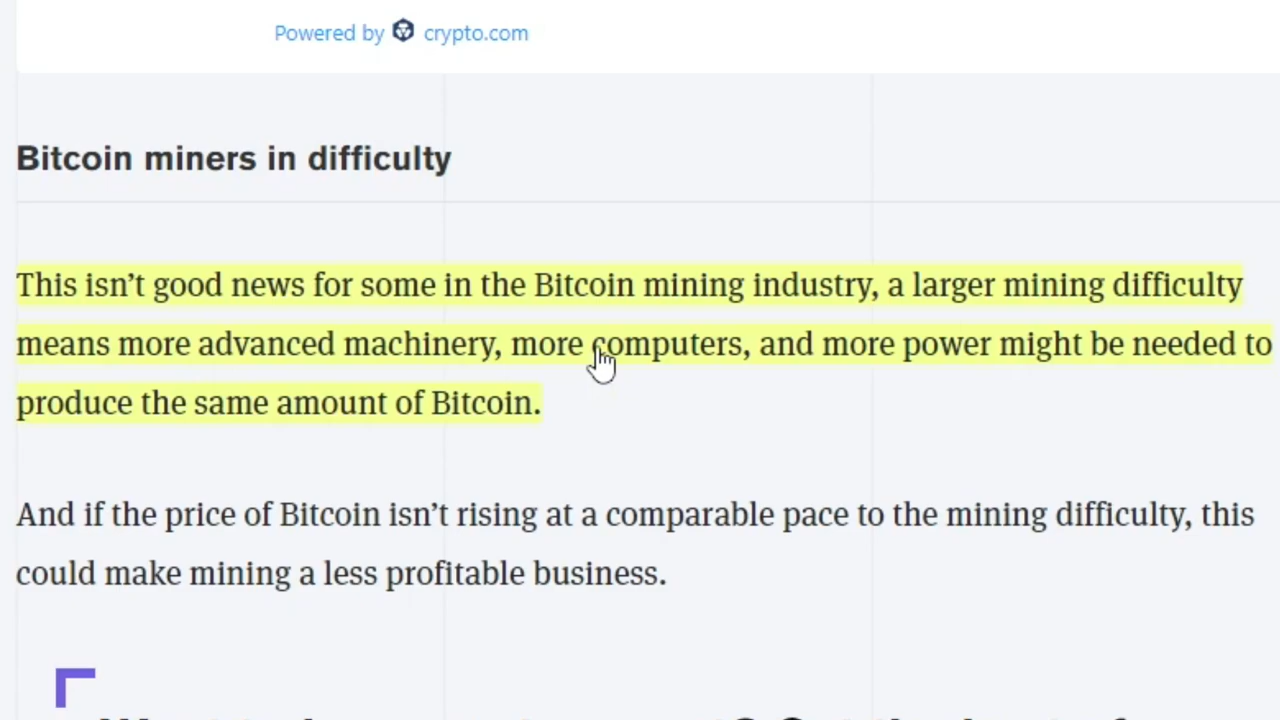 Powered by crypto.com
Bitcoin miners in difficulty
This isn’t good news for some in the Bitcoin mining industry, a larger mining difficulty
means more advanced machinery, more computers, and more power might be needed to
produce the same amount of Bitcoin.
And if the price of Bitcoin isn’t rising at a comparable pace to the mining difficulty, this
could make mining a less profitable business.